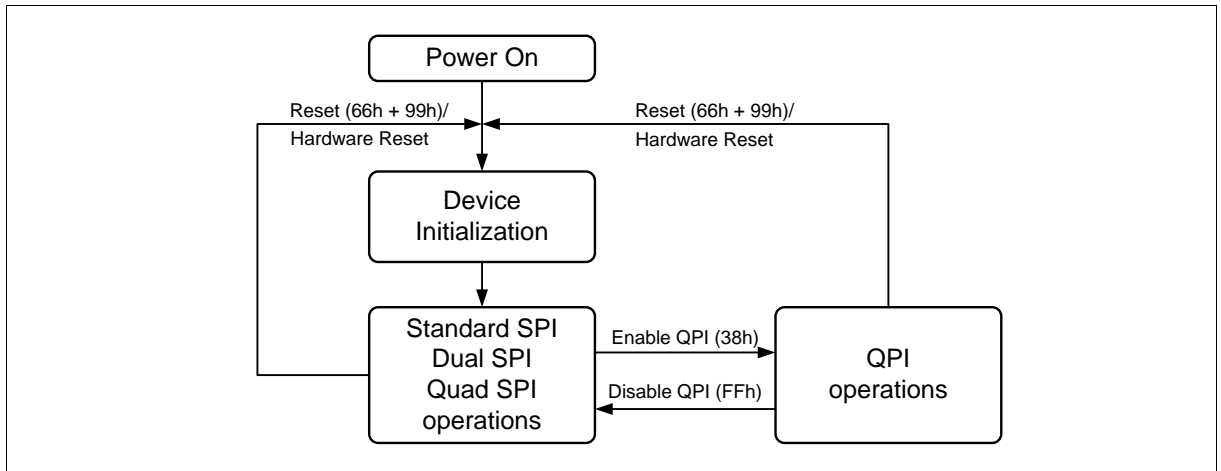 Power On
Reset (66h + 99h)/
Hardware Reset
Reset (66h + 99h)/
Hardware Reset
Device
Initialization
Standard SPI
Dual SPI
Quad SPI
operations
Enable QPI (38h)
Disable QPI (FFh)
QPI
operations